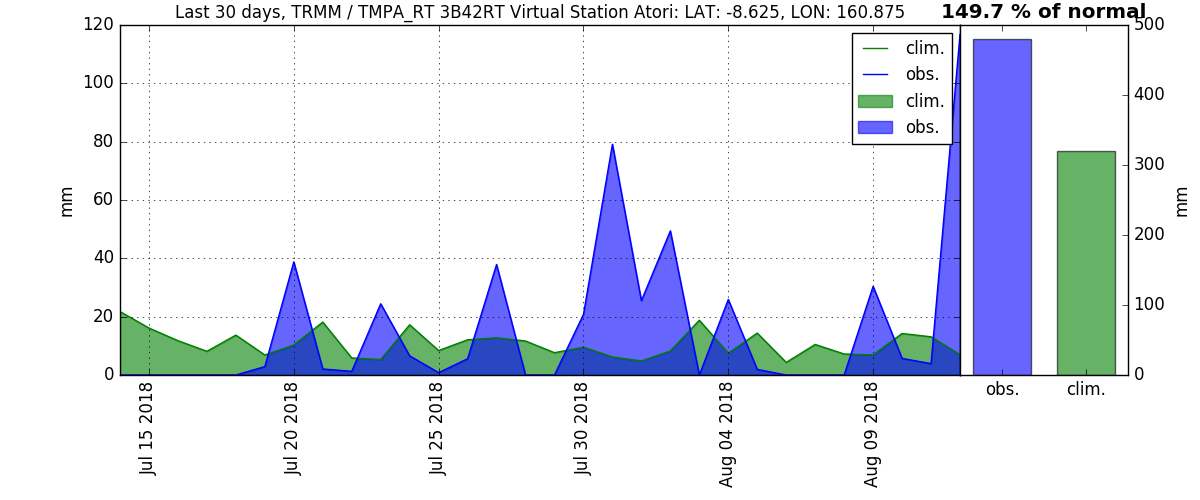 Last 30 days, TRMM / TMPA_RT 3B42RT Virtual Station Atori: LAT: -8.625, LON: 160.875
149.7 % of normal
120
100
80
60
40
20
0
mm
clim.
obs.
clim.
obs.
500
400
300
200
100
0
mm
Jul 15 2018
Jul 20 2018
Jul 25 2018
Jul 30 2018
Aug 04 2018
Aug 09 2018
obs.
clim.